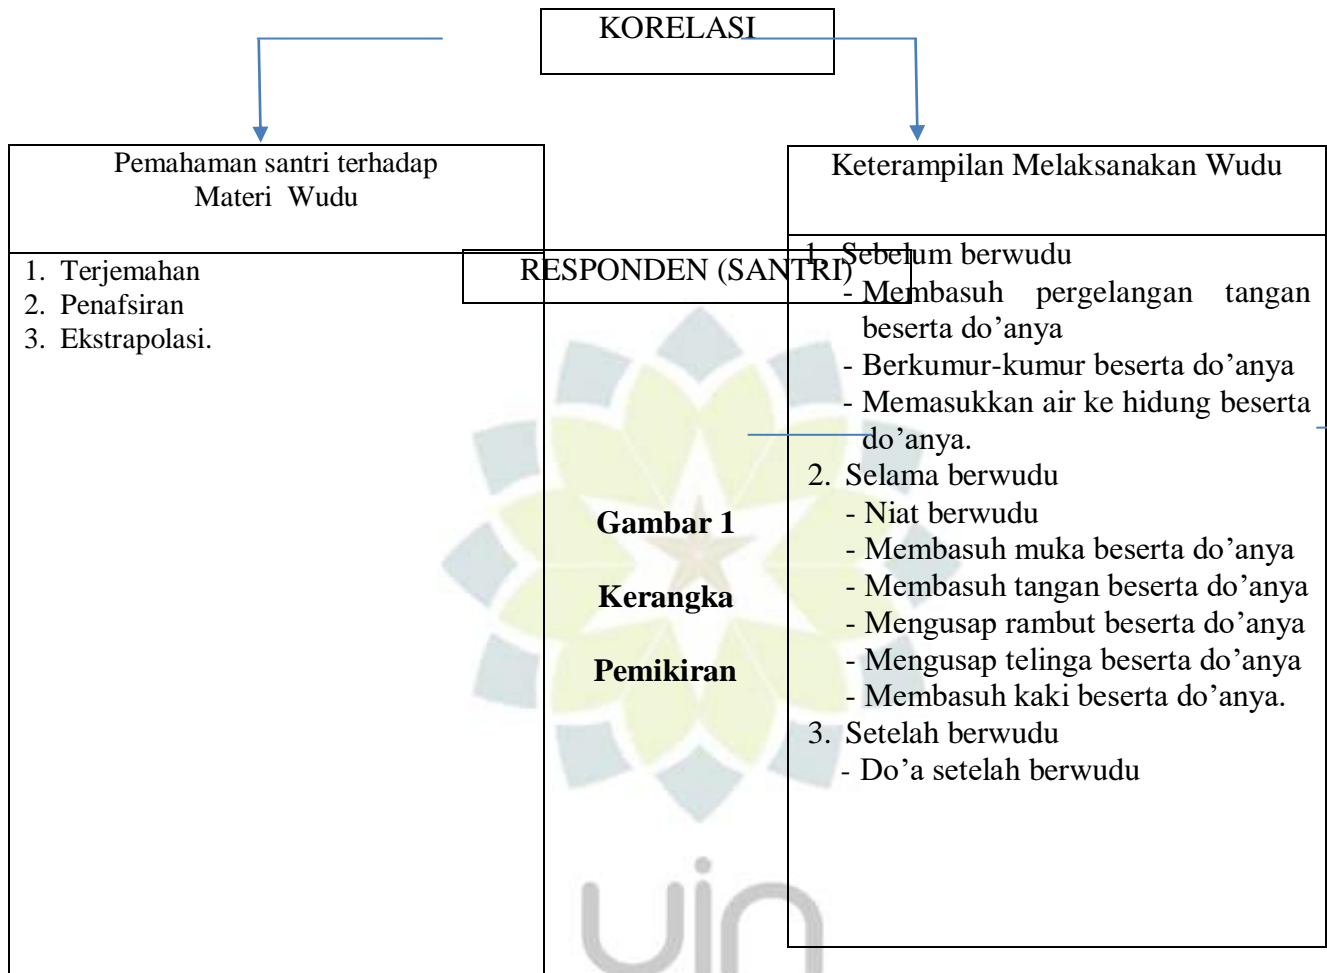 KORELASI
Pemahaman santri terhadap
Materi Wudu
1. Terjemahan
2. Penafsiran
3. Ekstrapolasi.
Keterampilan Melaksanakan Wudu
RESPONDEN (SANTRI)
1. Sebelum berwudu
- Membasuh pergelangan tangan
beserta do’anya
- Berkumur-kumur beserta do’anya
- Memasukkan air ke hidung beserta
do’anya.
2. Selama berwudu
- Niat berwudu
- Membasuh muka beserta do’anya
- Membasuh tangan beserta do’anya
- Mengusap rambut beserta do’anya
- Mengusap telinga beserta do’anya
- Membasuh kaki beserta do’anya.
3. Setelah berwudu
- Do’a setelah berwudu
Gambar 1
Kerangka
Pemikiran
uin